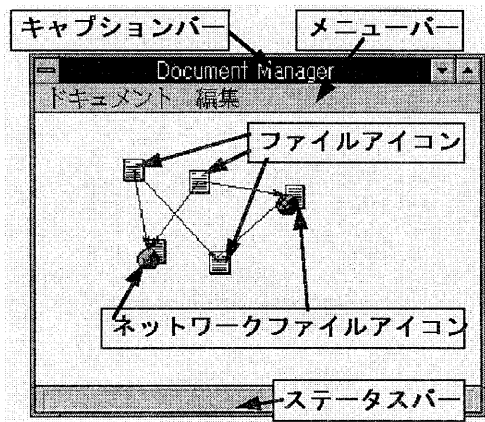 キャプションバー
メニューバー
Document Manager
ドキュメント 編集
ファイルアイコン
ネットワークファイルアイコン
ステータスバー